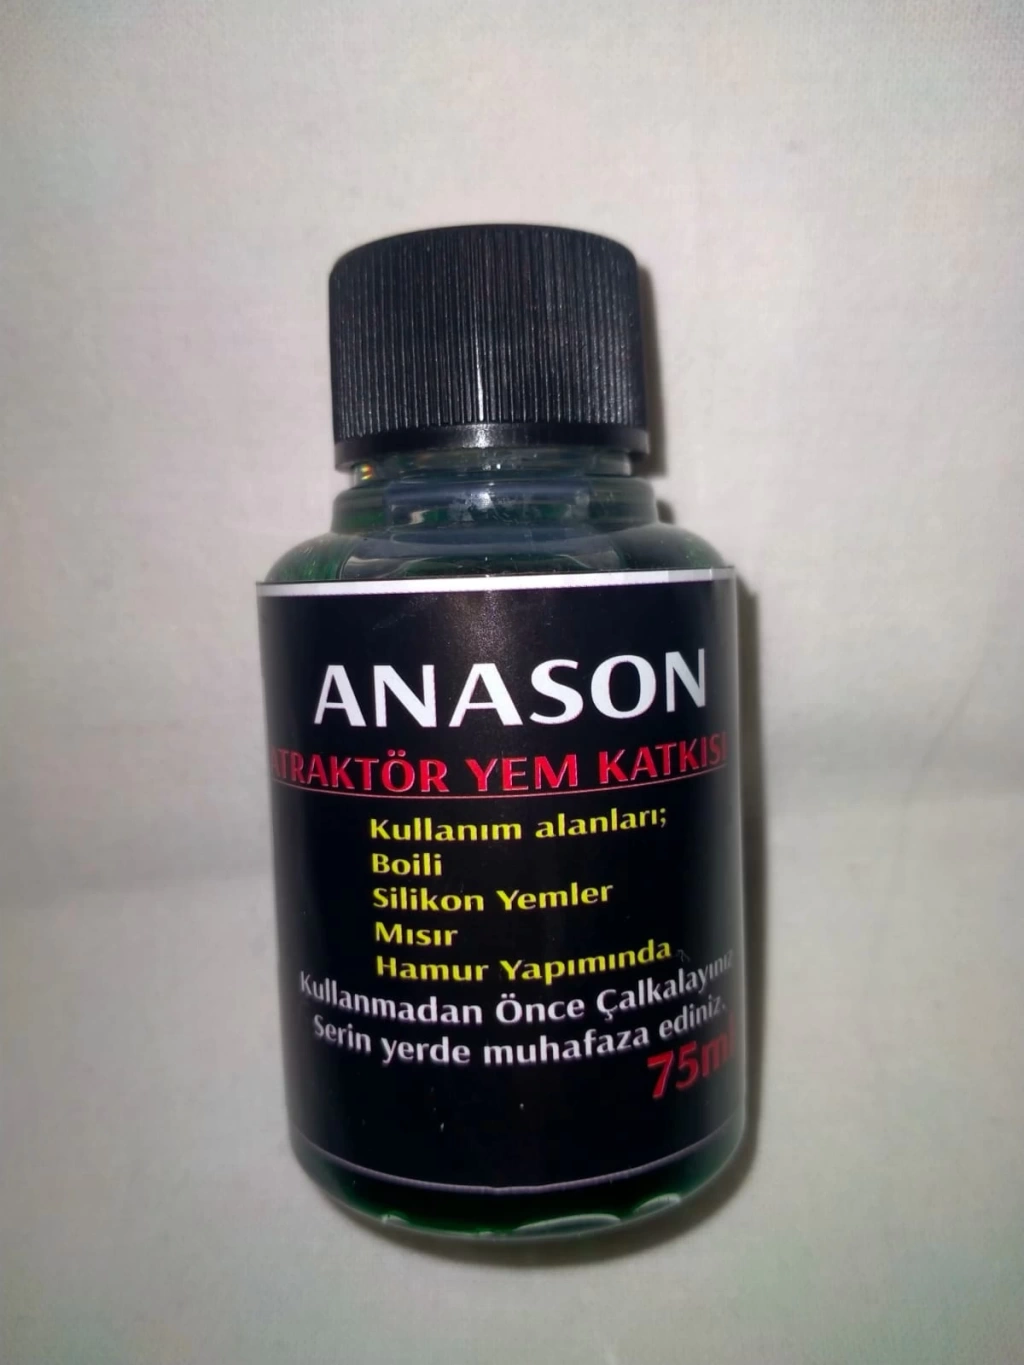 ANASON
ATRAKTÖR YEM KATKISI
Kullanım alanları;
Boili
Silikon Yemler
Mısır
Hamur Yapımında
Kullanmadan Önce Çalkalayınız
Serin yerde muhafaza ediniz.
75ml